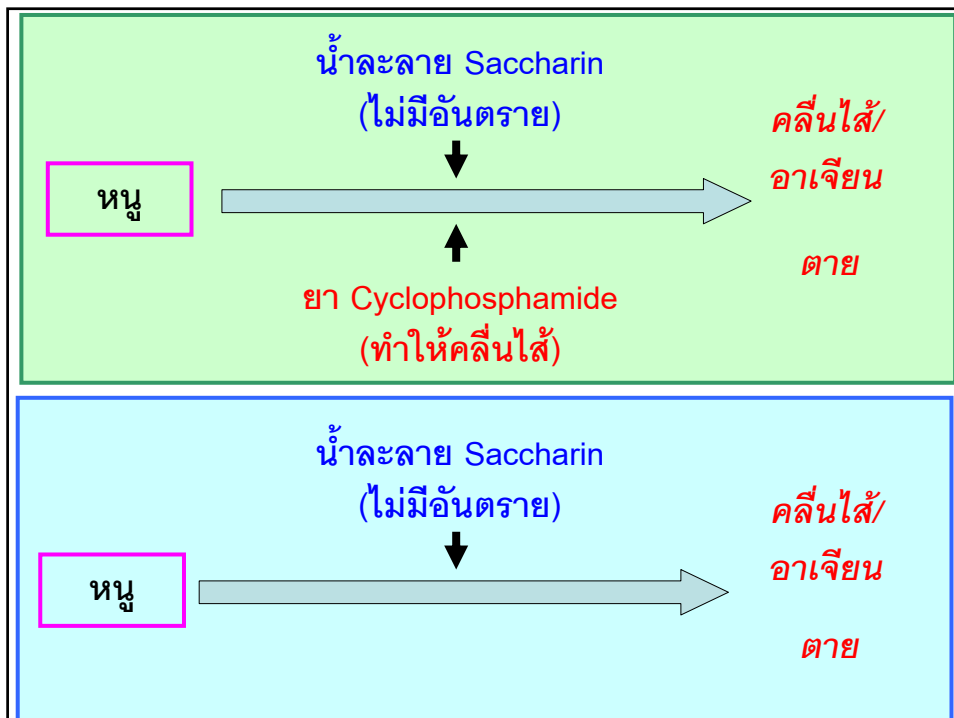 น้ำละลาย Saccharin
(ไม่มีอันตราย)
คลื่นไส้/
อาเจียน
หนู
ตาย
ยา Cyclophosphamide
(ทำให้คลื่นไส้)
น้ำละลาย Saccharin
(ไม่มีอันตราย)
คลื่นไส้/
อาเจียน
หนู
ตาย